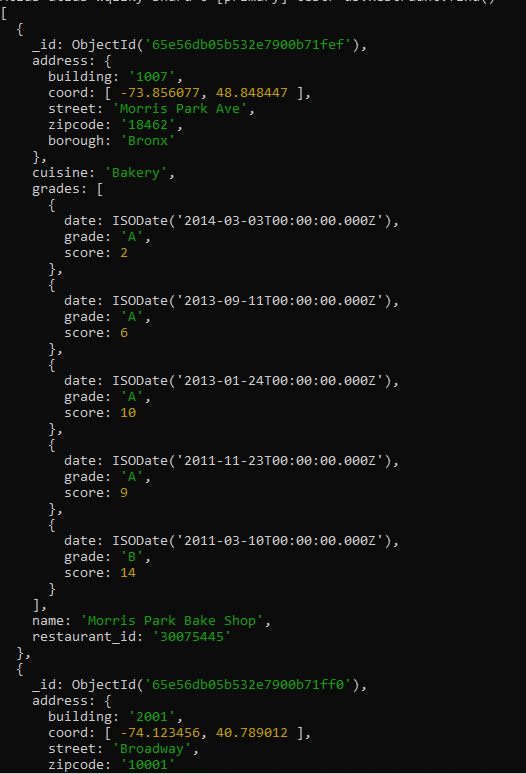 [
  {
    _id: ObjectId('65e56db05b532e7900b71fef'),
    address: {
      building: '1007',
      coord: [ -73.856077, 48.848447 ],
      street: 'Morris Park Ave',
      zipcode: '18462',
      borough: 'Bronx'
    },
    cuisine: 'Bakery',
    grades: [
      {
        date: ISODate('2014-03-03T00:00:00.000Z'),
        grade: 'A',
        score: 2
      },
      {
        date: ISODate('2013-09-11T00:00:00.000Z'),
        grade: 'A',
        score: 6
      },
      {
        date: ISODate('2013-01-24T00:00:00.000Z'),
        grade: 'A',
        score: 10
      },
      {
        date: ISODate('2011-11-23T00:00:00.000Z'),
        grade: 'A',
        score: 9
      },
      {
        date: ISODate('2011-03-10T00:00:00.000Z'),
        grade: 'B',
        score: 14
      }
    ],
    name: 'Morris Park Bake Shop',
    restaurant_id: '30075445'
  },
  {
    _id: ObjectId('65e56db05b532e7900b71ff0'),
    address: {
      building: '2001',
      coord: [ -74.123456, 40.789012 ],
      street: 'Broadway',
      zipcode: '10001'